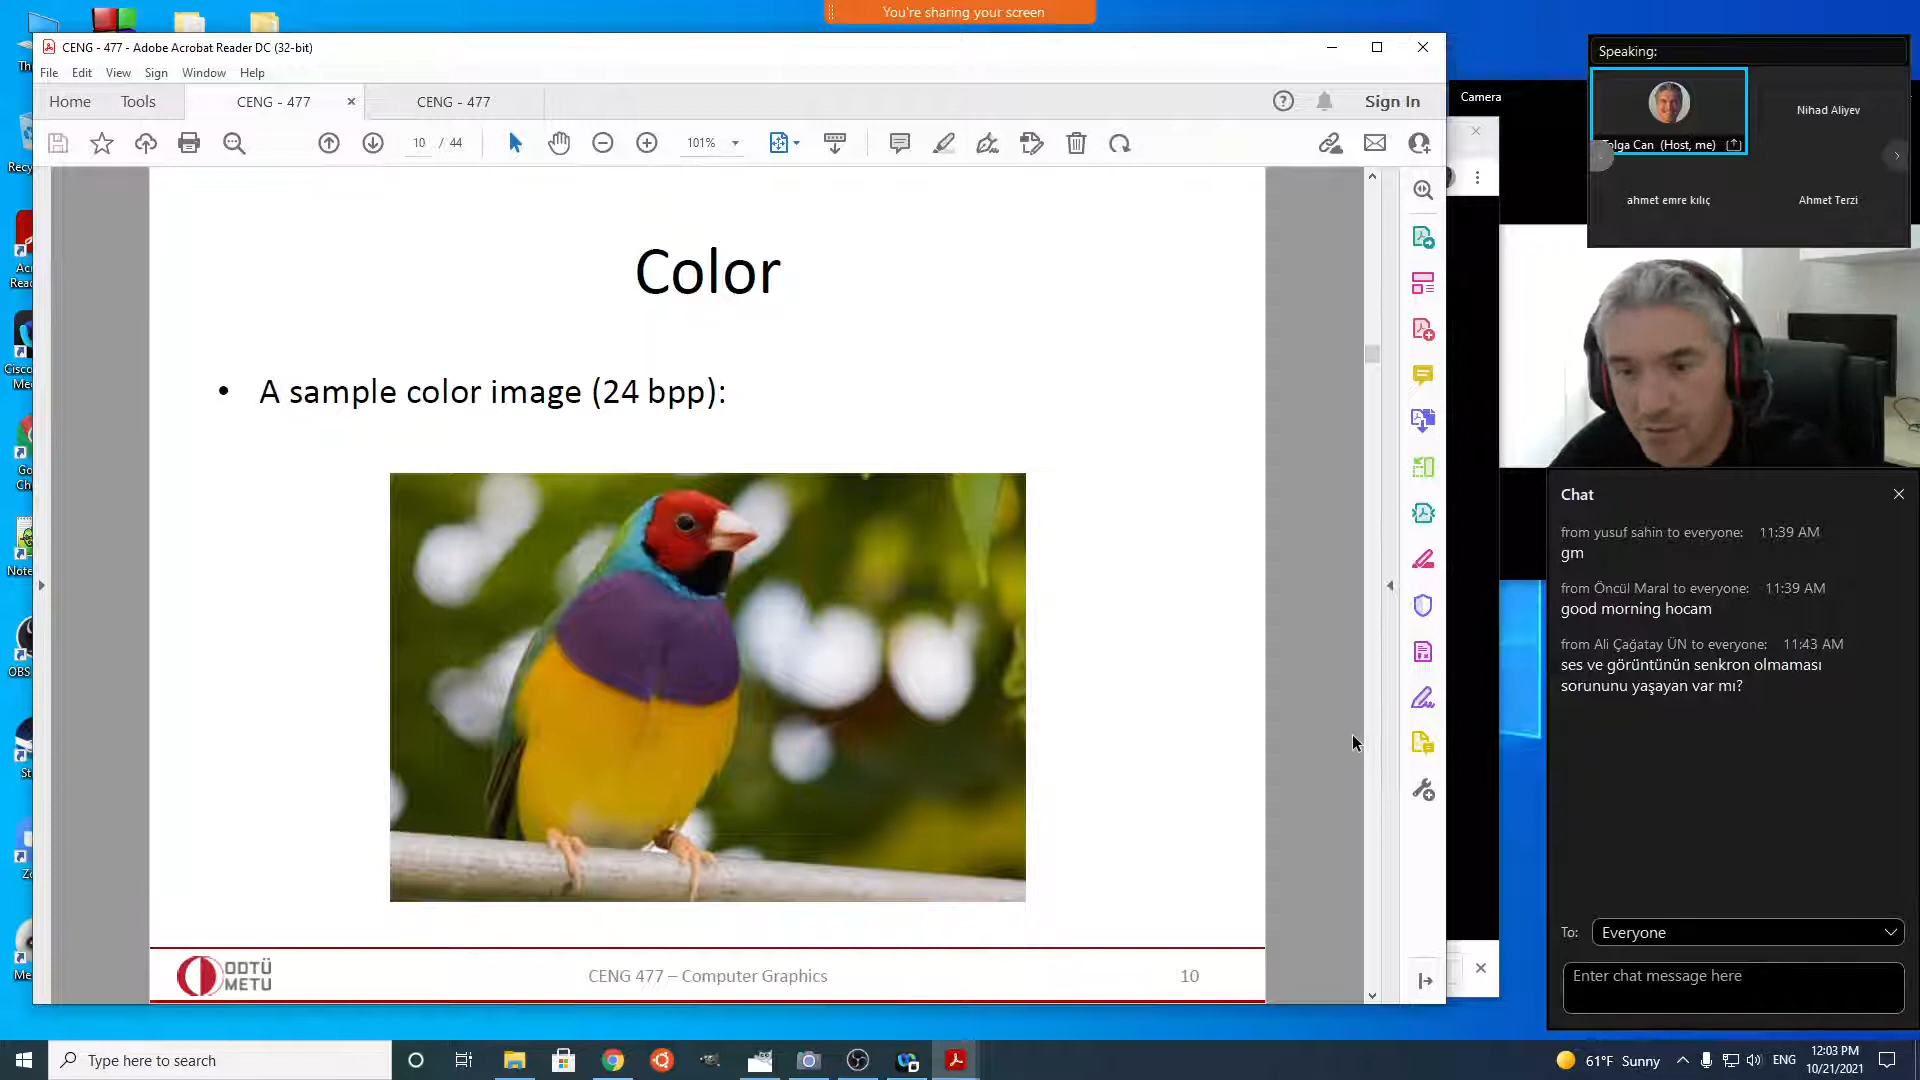 You're sharing your screen
CENG - 477 - Adobe Acrobat Reader DC (32-bit)
File Edit View Sign Window Help
Home Tools CENG - 477 CENG - 477 Sign In
10 / 44 101%
Color
• A sample color image (24 bpp):
ODTÜ
METU
CENG 477 – Computer Graphics
10
Camera
Speaking:
Tolga Can (Host, me)
Nihad Aliyev
ahmet emre kılıç
Ahmet Terzi
Chat
from yusuf sahin to everyone: 11:39 AM
gm
from Öncül Maral to everyone: 11:39 AM
good morning hocam
from Ali Çağatay ÜN to everyone: 11:43 AM
ses ve görüntünün senkron olmaması
sorununu yaşayan var mı?
To: Everyone
Enter chat message here
Type here to search
61°F Sunny
ENG
12:03 PM
10/21/2021